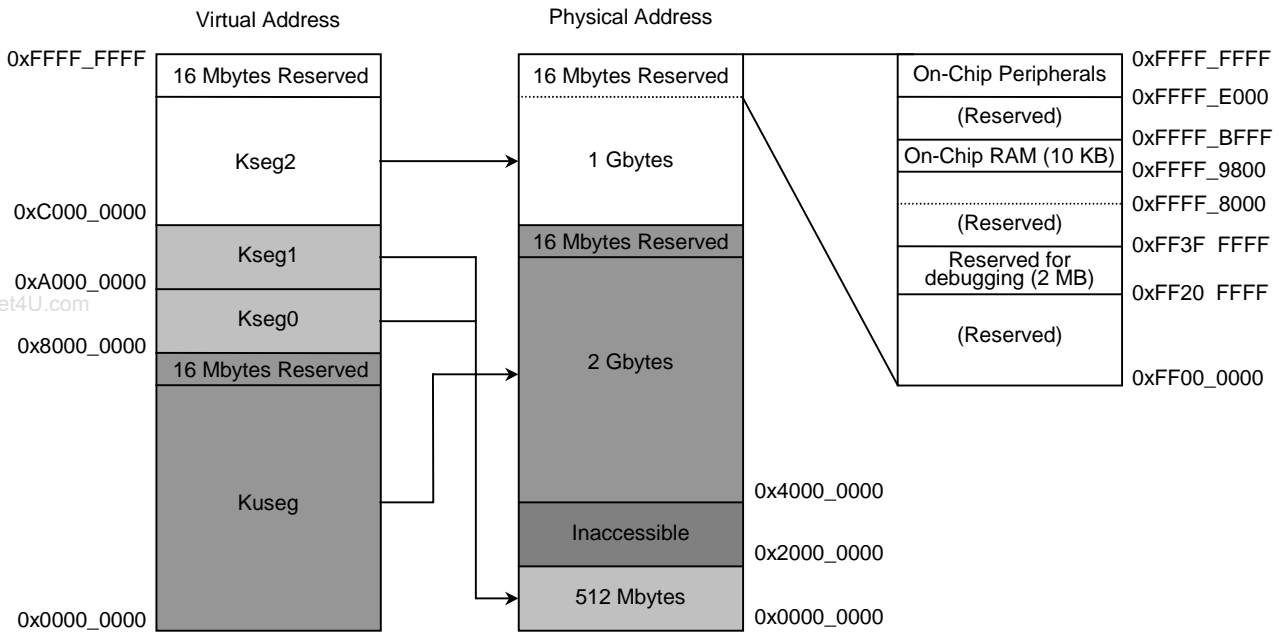 Virtual Address
Physical Address
0xFFFF_FFFF
16 Mbytes Reserved
Kseg2
0xC000_0000
Kseg1
0xA000_0000
Kseg0
0x8000_0000
16 Mbytes Reserved
Kuseg
0x0000_0000
et4U.com
16 Mbytes Reserved
1 Gbytes
16 Mbytes Reserved
2 Gbytes
0x4000_0000
Inaccessible
0x2000_0000
512 Mbytes
0x0000_0000
On-Chip Peripherals
0xFFFF_FFFF
0xFFFF_E000
(Reserved)
0xFFFF_BFFF
On-Chip RAM (10 KB)
0xFFFF_9800
0xFFFF_8000
(Reserved)
0xFF3F FFFF
Reserved for
debugging (2 MB)
0xFF20 FFFF
(Reserved)
0xFF00_0000